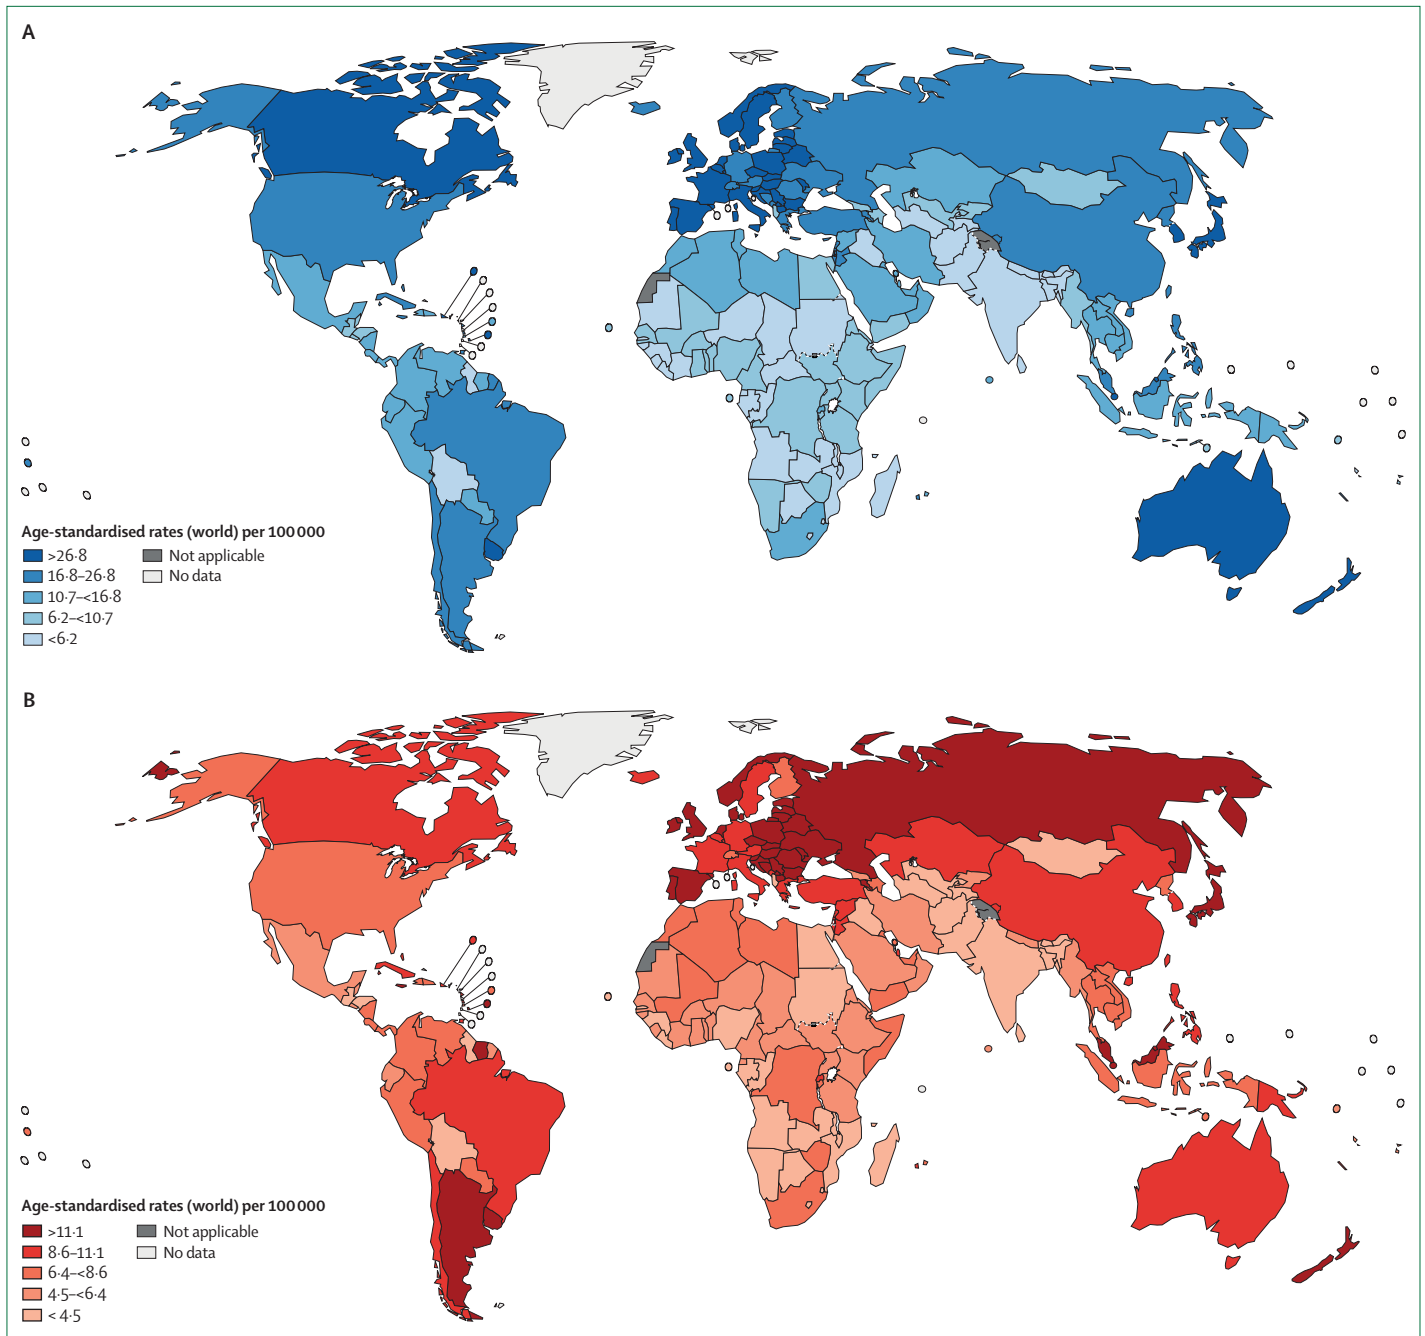 A
Age-standardised rates (world) per 100 000
>26·8
Not applicable
16·8–26·8
No data
10·7–<16·8
6·2–<10·7
<6·2
B
Age-standardised rates (world) per 100 000
>11·1
Not applicable
8·6–11·1
No data
6·4–<8·6
4·5–<6·4
< 4·5